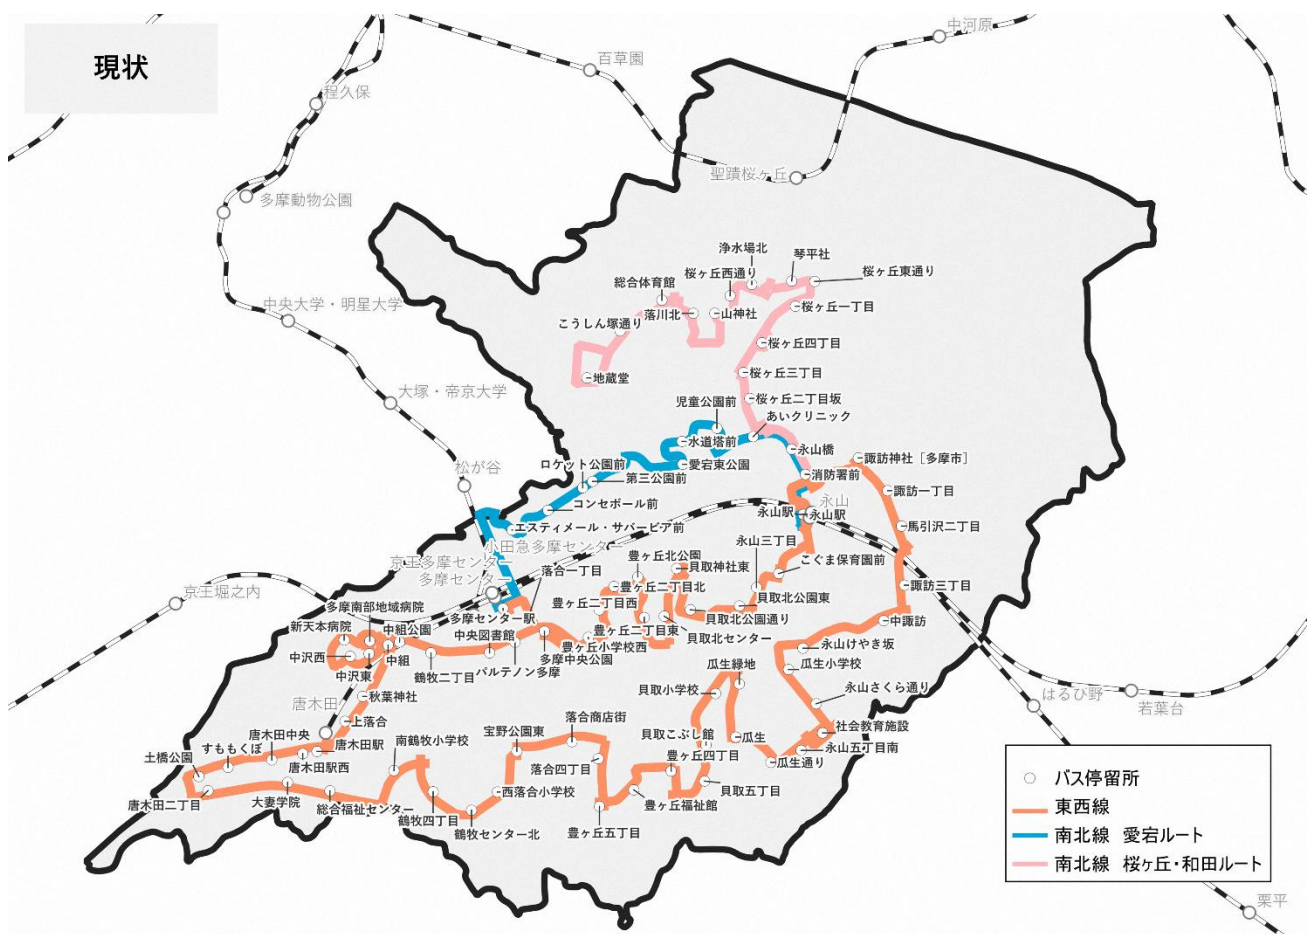 現状
中河原
百草園
程久保
聖蹟桜ヶ丘
多摩動物公園
浄水場北
琴平社
桜ヶ丘西通り
桜ヶ丘東通り
総合体育館
中央大学・明星大学
桜ヶ丘一丁目
落川北
山神社
こうしん塚通り
桜ヶ丘四丁目
桜ヶ丘三丁目
地蔵堂
大塚・帝京大学
桜ヶ丘二丁目坂
児童公園前
あいクリニック
水道塔前
永山橋
諏訪神社［多摩市］
ロケット公園前
愛宕東公園
松が谷
第三公園前
消防署前
諏訪一丁目
コンセボール前
永山
永山駅
永山駅
馬引沢二丁目
エスティメール・サバービア前
小田急多摩センター
永山三丁目
京王多摩センター
豊ヶ丘北公園
こぐま保育園前
多摩センター
落合一丁目
貝取神社東
京王堀之内
豊ヶ丘二丁目北
諏訪三丁目
多摩南部地域病院
豊ヶ丘二丁目西
貝取北公園東
多摩センター駅
貝取北公園通り
新天本病院
中組公園
中央図書館
豊ヶ丘二丁目東
中諏訪
貝取北センター
豊ヶ丘小学校西
永山けやき坂
中沢西
中組
多摩中央公園
瓜生緑地
瓜生小学校
中沢東
鶴牧二丁目
パルテノン多摩
貝取小学校
永山さくら通り
はるひ野
秋葉神社
唐木田
若葉台
上落合
落合商店街
社会教育施設
宝野公園東
唐木田中央
南鶴牧小学校
貝取こぶし館
瓜生
すももくぼ
唐木田駅
永山五丁目南
土橋公園
豊ヶ丘四丁目
唐木田駅西
落合四丁目
瓜生通り
バス停留所
貝取五丁目
西落合小学校
唐木田二丁目
大妻学院
総合福祉センター
豊ヶ丘福祉館
東西線
鶴牧四丁目
鶴牧センター北
豊ヶ丘五丁目
南北線　愛宕ルート
南北線　桜ヶ丘・和田ルート
栗平